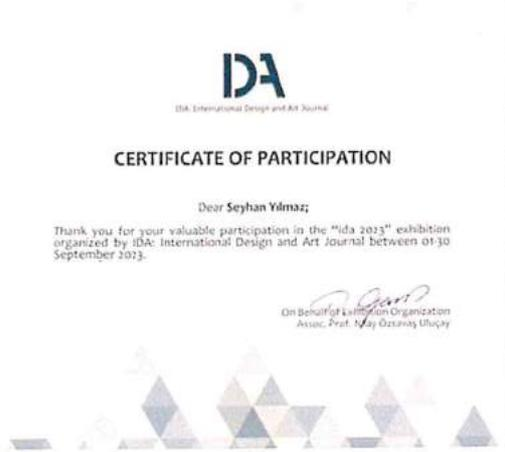 IDA
IDA: International Design and Art Journal
CERTIFICATE OF PARTICIPATION
Dear Seyhan Yılmaz;
Thank you for your valuable participation in the "ida 2023" exhibition
organized by IDA: International Design and Art Journal between 01-30
September 2023.
On Behalf of Exhibition Organization
Assoc. Prof. Nilay Özsavaş Uluçay